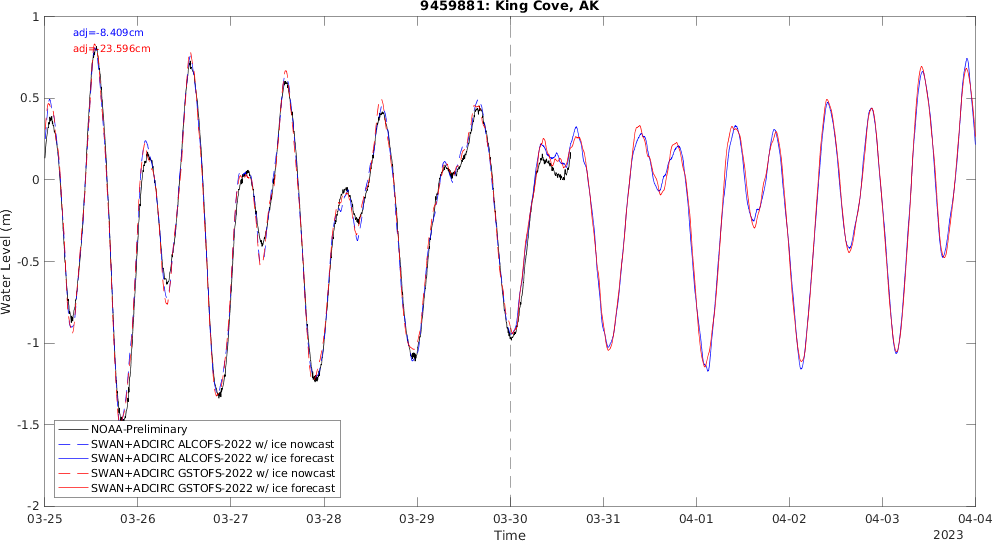 9459881: King Cove, AK
adj=-8.409cm
adj=-23.596cm
1
0.5
0
-0.5
-1
-1.5
-2
Water Level (m)
NOAA-Preliminary
SWAN+ADCIRC ALCOFS-2022 w/ ice nowcast
SWAN+ADCIRC ALCOFS-2022 w/ ice forecast
SWAN+ADCIRC GSTOFS-2022 w/ ice nowcast
SWAN+ADCIRC GSTOFS-2022 w/ ice forecast
03-25 03-26 03-27 03-28 03-29 03-30 03-31 04-01 04-02 04-03 04-04
Time
2023